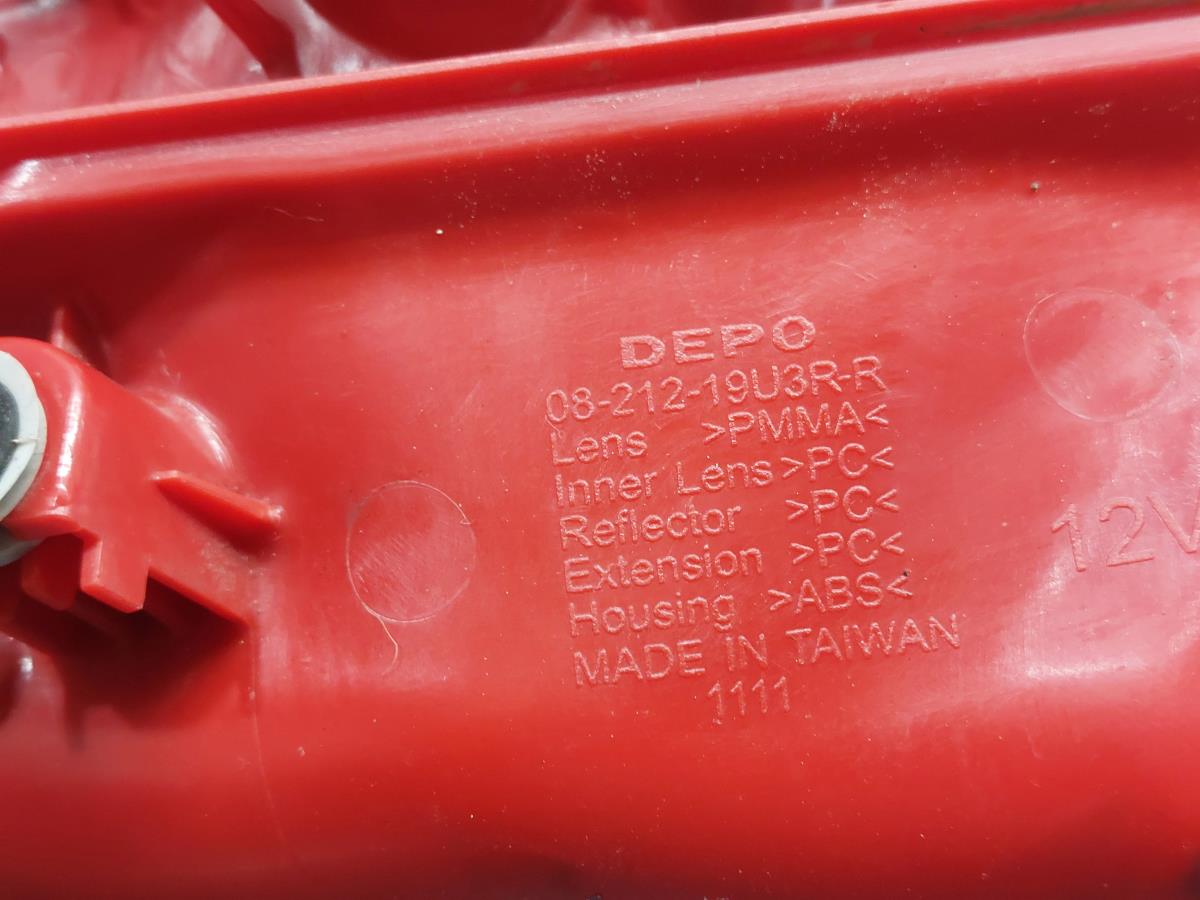 DEPO
08-212-19U3R-R
Lens >PMMA<
Inner Lens >PC<
Reflector >PC<
Extension >PC<
Housing >ABS<
MADE IN TAIWAN
1111
12V